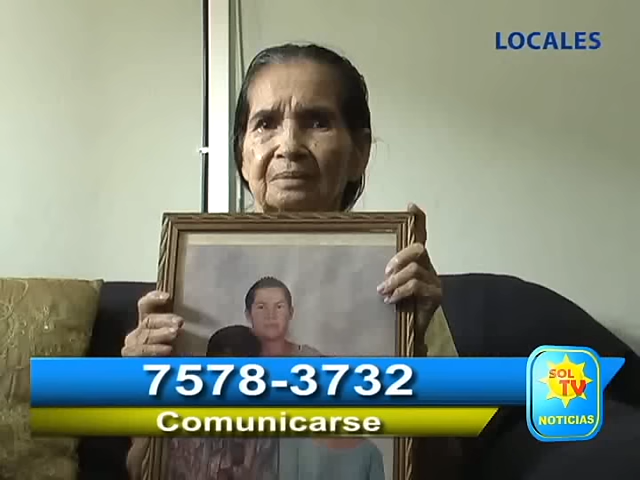 LOCALES
7578-3732
Comunicarse
SOL
TV
NOTICIAS